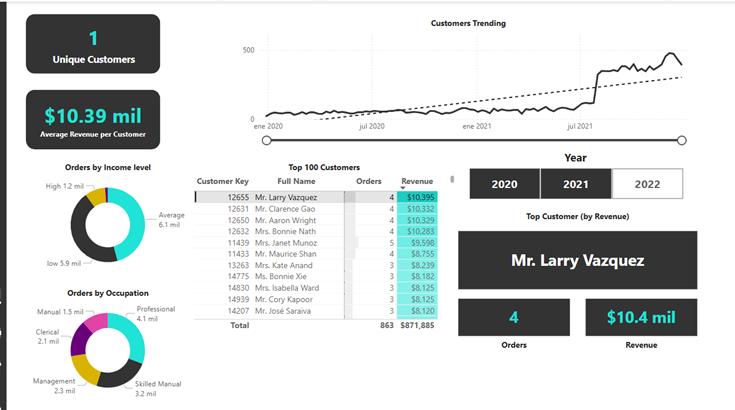 1
Unique Customers
$10.39 mil
Average Revenue per Customer
Customers Trending
500
0
ene 2020
jul 2020
ene 2021
jul 2021
Orders by Income level
High 1.2 mil
Average
6.1 mil
low 5.9 mil
Orders by Occupation
Manual 1.5 mil
Professional
4.1 mil
Clerical
2.1 mil
Management
2.3 mil
Skilled Manual
3.2 mil
Top 100 Customers
Customer Key Full Name Orders Revenue
12655 Mr. Larry Vazquez 4 $10,395
12631 Mr. Clarence Gao 4 $10,332
12650 Mr. Aaron Wright 4 $10,329
12632 Mrs. Bonnie Nath 4 $10,283
11439 Mrs. Janet Munoz 5 $9,598
11433 Mr. Maurice Shan 4 $8,755
13263 Mrs. Kate Anand 3 $8,239
14775 Ms. Bonnie Xie 3 $8,182
14830 Mrs. Isabella Ward 3 $8,125
14939 Mr. Cory Kapoor 3 $8,125
14207 Mr. José Saraiva 3 $8,120
Total 863 $871,885
Year
2020 2021 2022
Top Customer (by Revenue)
Mr. Larry Vazquez
4
Orders
$10.4 mil
Revenue